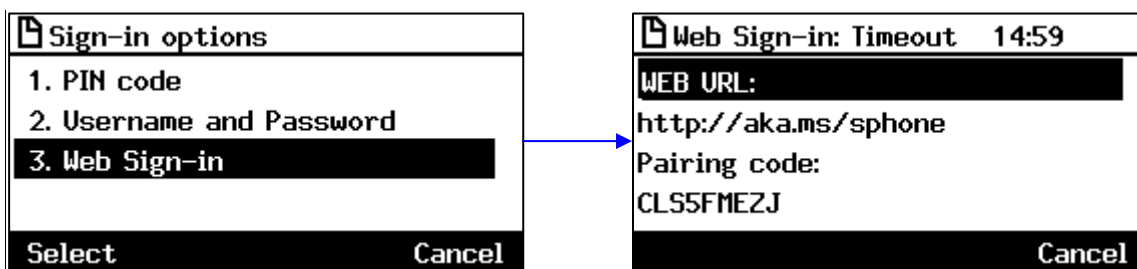 Sign-in options
1. PIN code
2. Username and Password
3. Web Sign-in
Select Cancel
Web Sign-in: Timeout 14:59
WEB URL:
http://aka.ms/sphone
Pairing code:
CLS5FMEZJ
Cancel